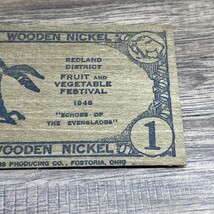 WOODEN NICKEL
REDLAND
DISTRICT
FRUIT AND
VEGETABLE
FESTIVAL
1948
"ECHOES OF
THE EVERGLADES"
1
WOODEN NICKEL
PRODUCING CO., FOSTORIA, OHIO